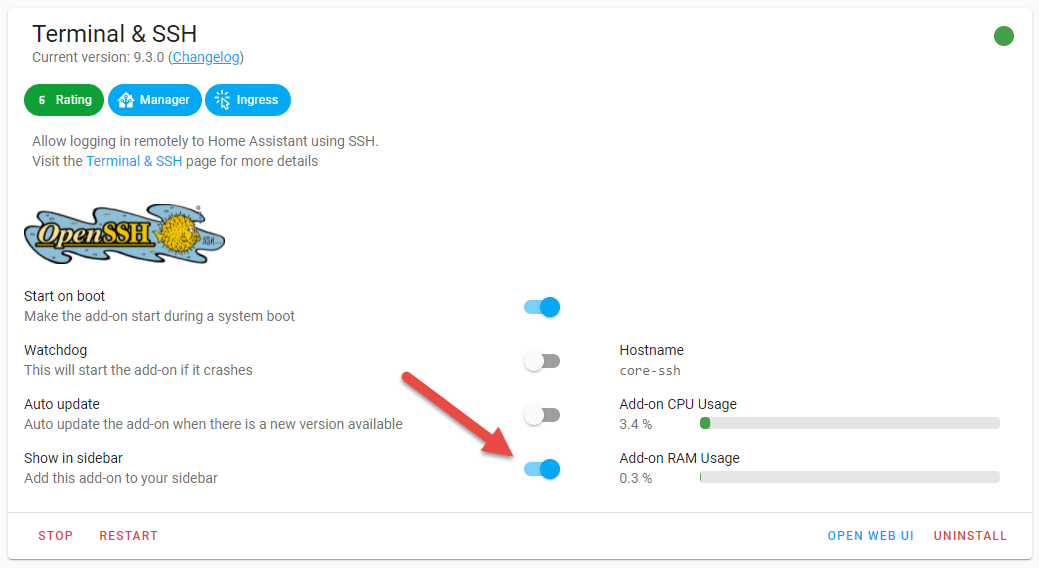 Terminal & SSH
Current version: 9.3.0 (Changelog)
6 Rating Manager Ingress
Allow logging in remotely to Home Assistant using SSH.
Visit the Terminal & SSH page for more details
OpenSSH
Start on boot
Make the add-on start during a system boot
Watchdog
This will start the add-on if it crashes
Hostname
core-ssh
Auto update
Auto update the add-on when there is a new version available
Add-on CPU Usage
3.4 %
Show in sidebar
Add this add-on to your sidebar
Add-on RAM Usage
0.3 %
STOP RESTART OPEN WEB UI UNINSTALL